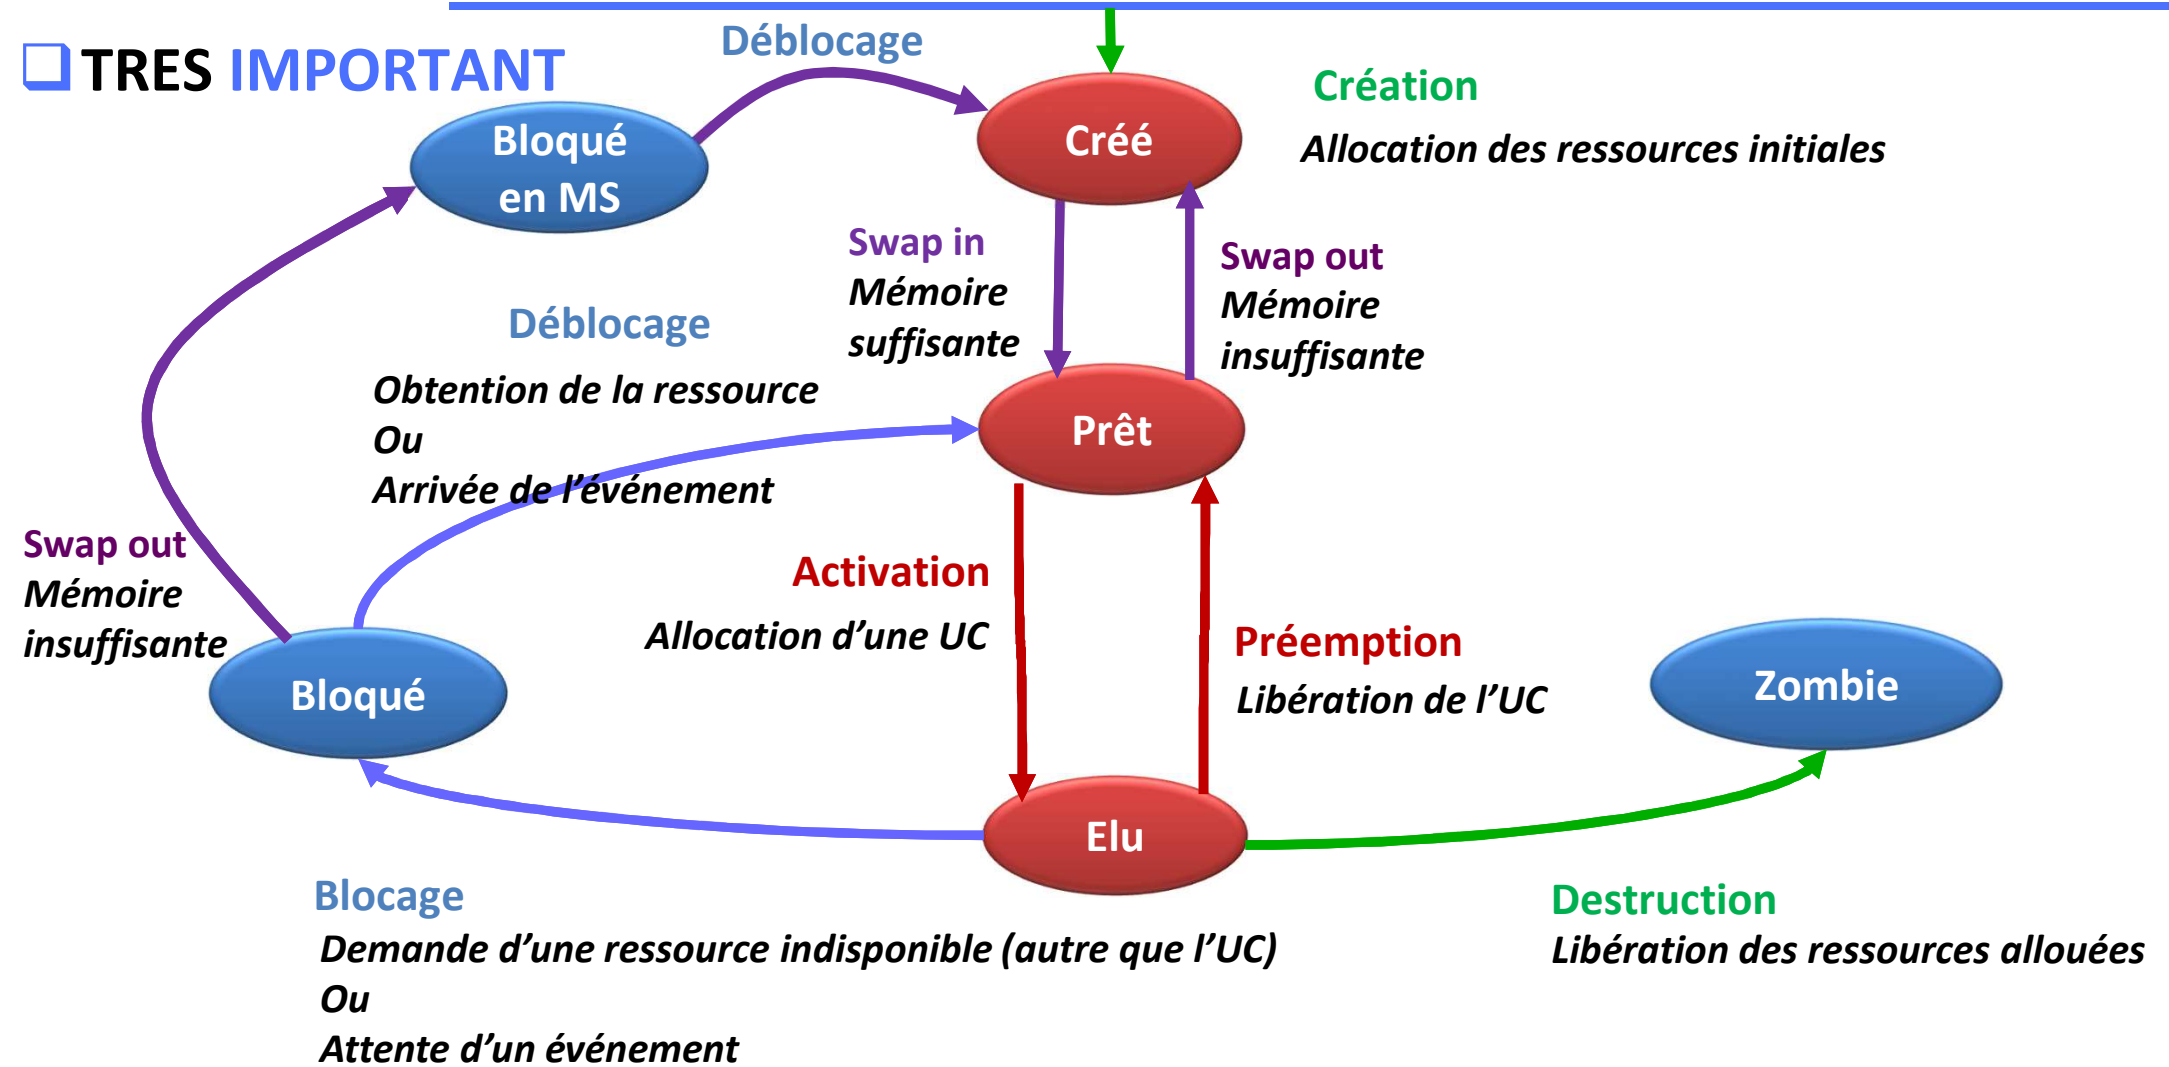 TRES IMPORTANT
Déblocage
Bloqué
en MS
Créé
Création
Allocation des ressources initiales
Swap in
Mémoire
suffisante
Swap out
Mémoire
insuffisante
Déblocage
Obtention de la ressource
Ou
Arrivée de l’événement
Prêt
Swap out
Mémoire
insuffisante
Activation
Allocation d’une UC
Préemption
Libération de l’UC
Bloqué
Zombie
Elu
Blocage
Demande d’une ressource indisponible (autre que l’UC)
Ou
Attente d’un événement
Destruction
Libération des ressources allouées